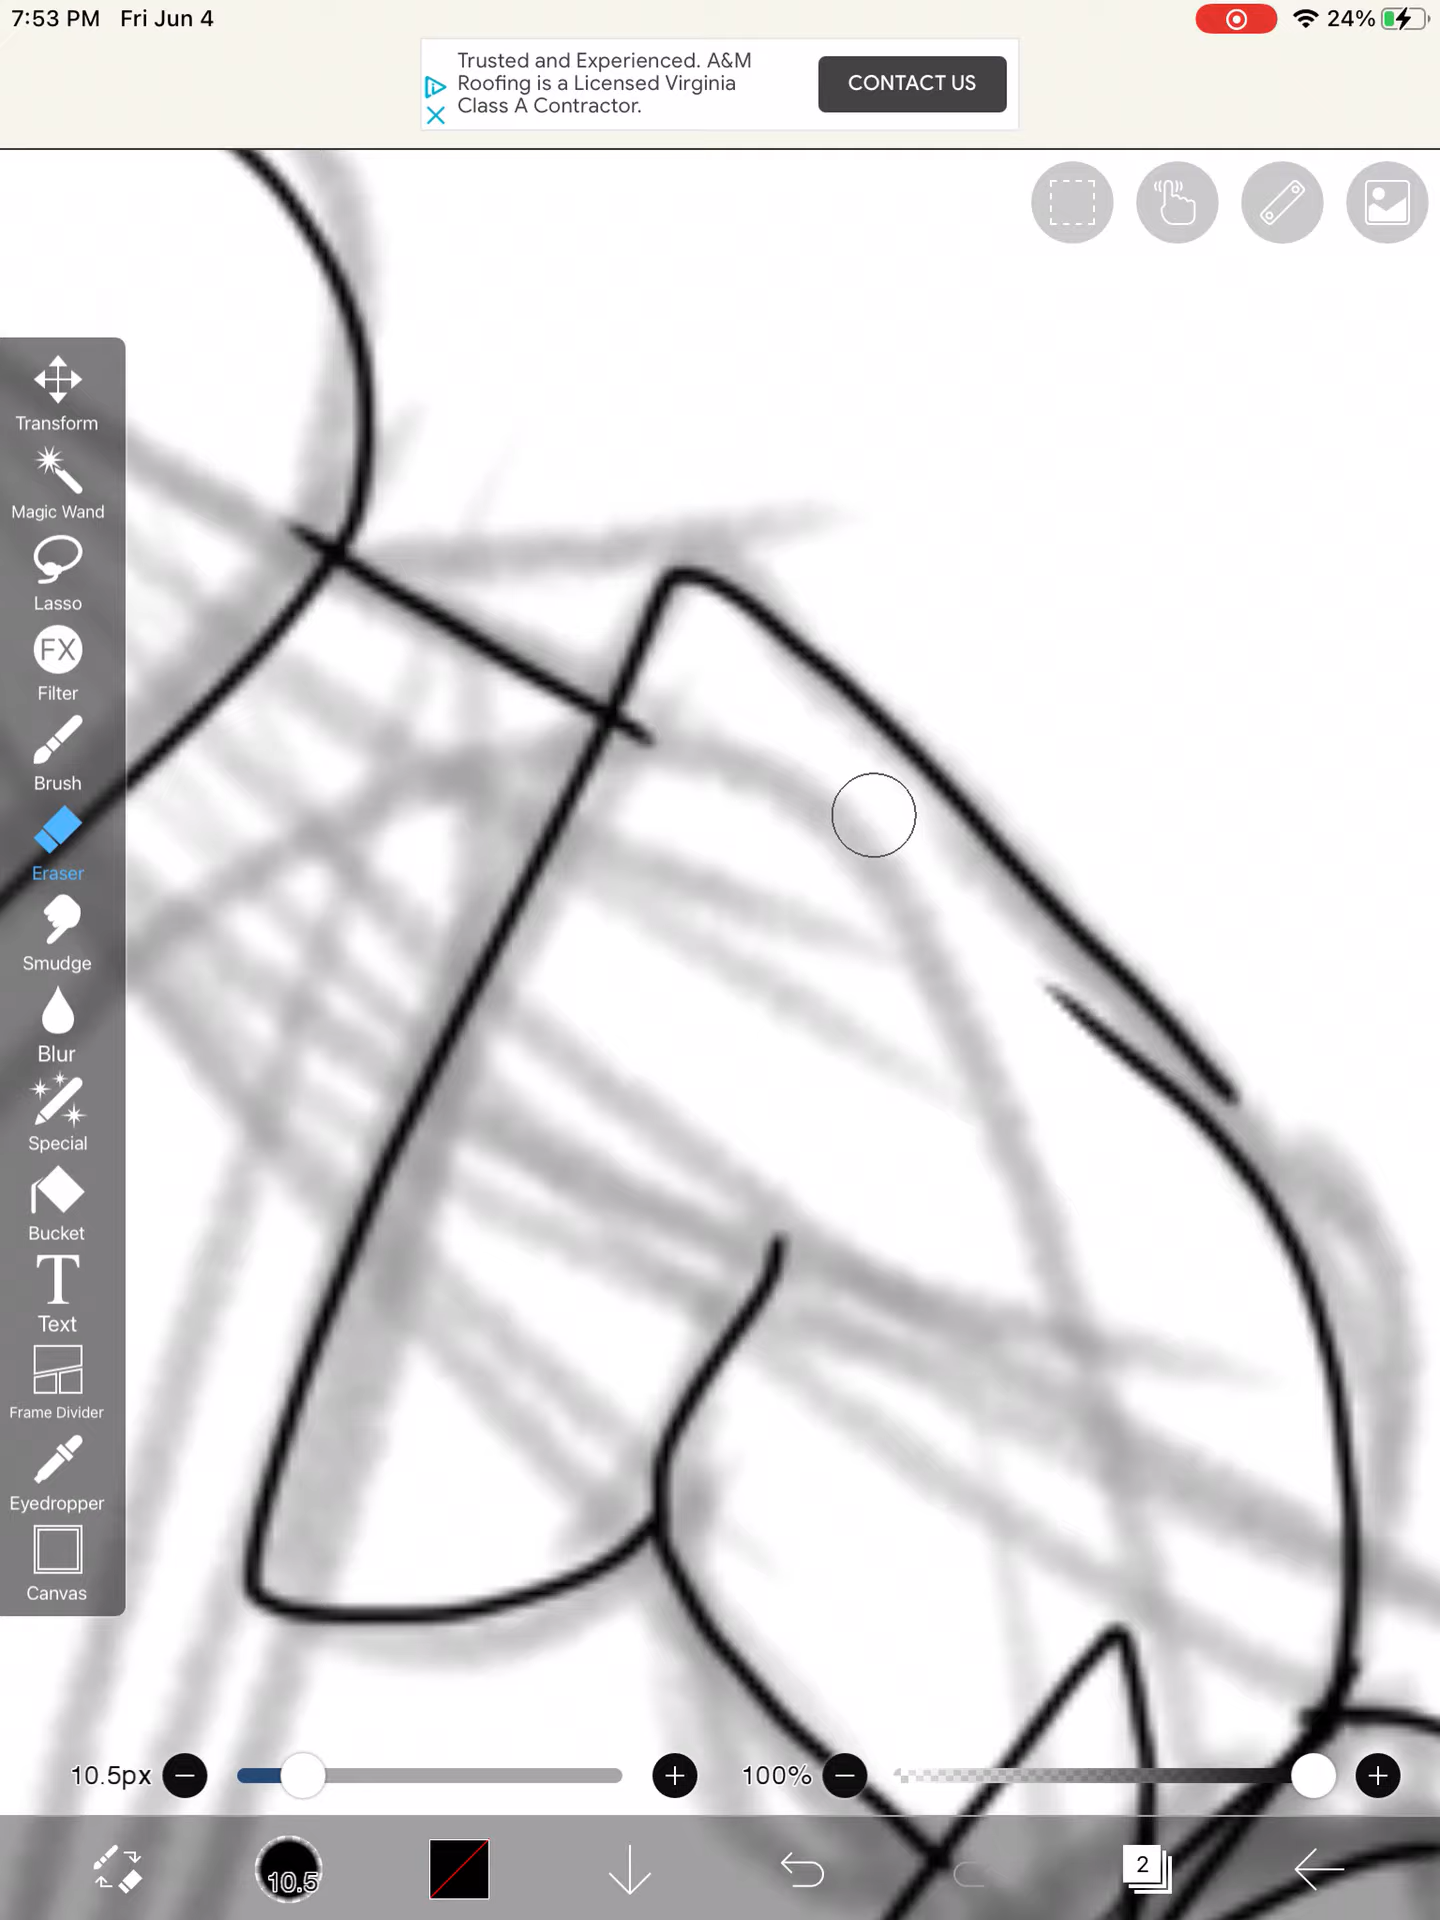 7:53 PM Fri Jun 4
24%
Trusted and Experienced. A&M
Roofing is a Licensed Virginia
Class A Contractor.
CONTACT US
Transform
Magic Wand
Lasso
FX
Filter
Brush
Eraser
Smudge
Blur
Special
Bucket
T
Text
Frame Divider
Eyedropper
Canvas
10.5px
100%
10.5
2